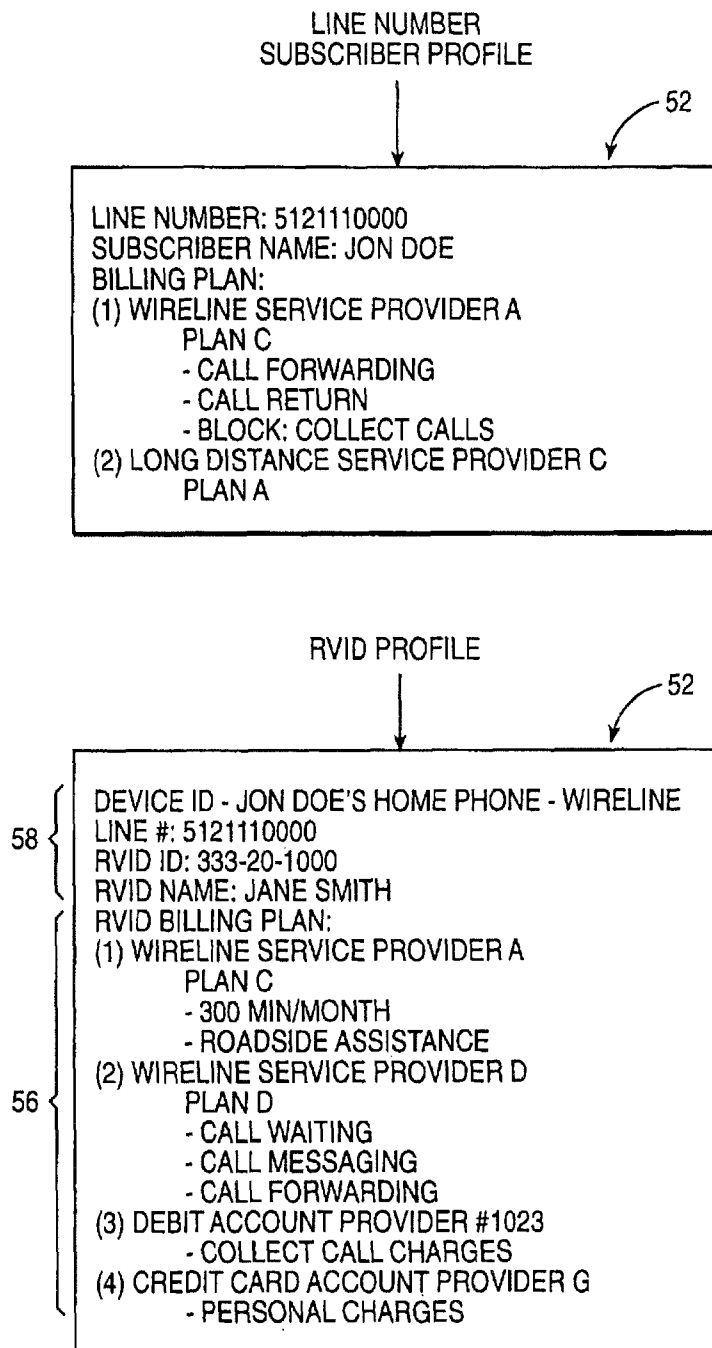 LINE NUMBER
SUBSCRIBER PROFILE
52
LINE NUMBER: 5121110000
SUBSCRIBER NAME: JON DOE
BILLING PLAN:
(1) WIRELINE SERVICE PROVIDER A
PLAN C
- CALL FORWARDING
- CALL RETURN
- BLOCK: COLLECT CALLS
(2) LONG DISTANCE SERVICE PROVIDER C
PLAN A
RVID PROFILE
52
DEVICE ID - JON DOE'S HOME PHONE - WIRELINE
58
LINE #: 5121110000
RVID ID: 333-20-1000
RVID NAME: JANE SMITH
RVID BILLING PLAN:
(1) WIRELINE SERVICE PROVIDER A
PLAN C
- 300 MIN/MONTH
- ROADSIDE ASSISTANCE
(2) WIRELINE SERVICE PROVIDER D
56
PLAN D
- CALL WAITING
- CALL MESSAGING
- CALL FORWARDING
(3) DEBIT ACCOUNT PROVIDER #1023
- COLLECT CALL CHARGES
(4) CREDIT CARD ACCOUNT PROVIDER G
- PERSONAL CHARGES